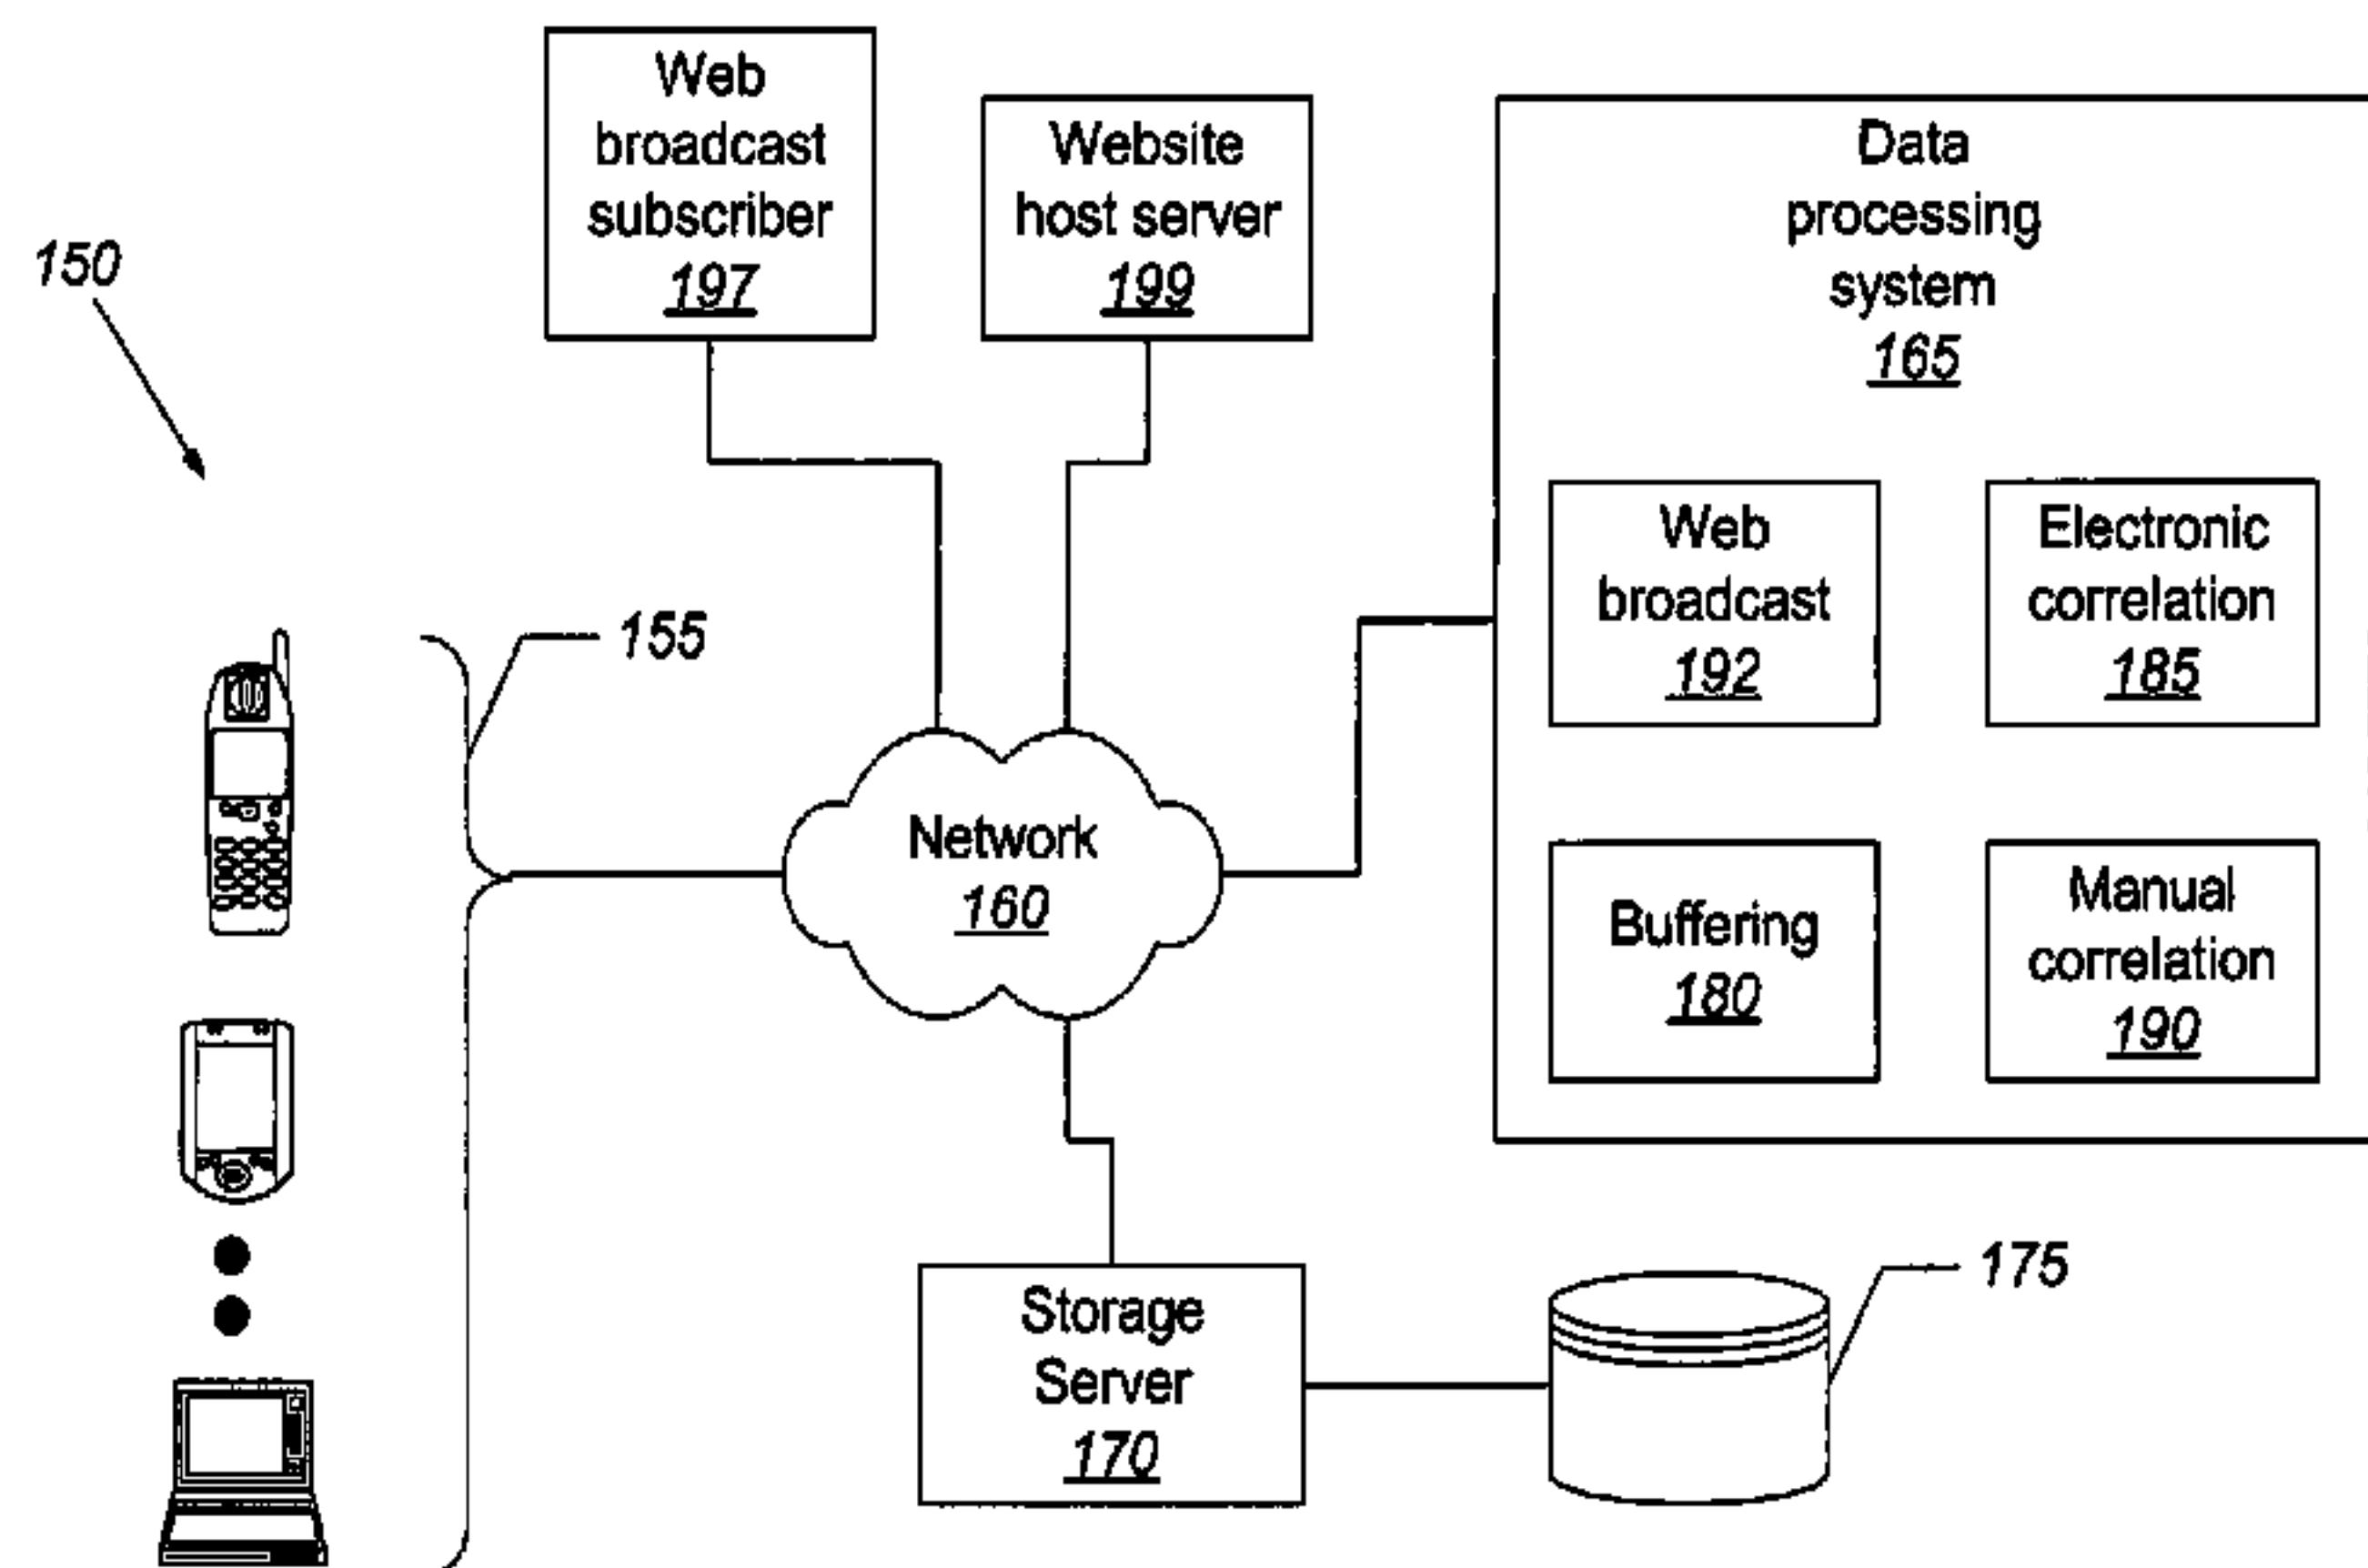 Web
broadcast
subscriber
197
Website
host server
199
Data
processing
system
165
150
Web
broadcast
192
Electronic
correlation
185
155
Network
160
Buffering
180
Manual
correlation
190
Storage
Server
170
175